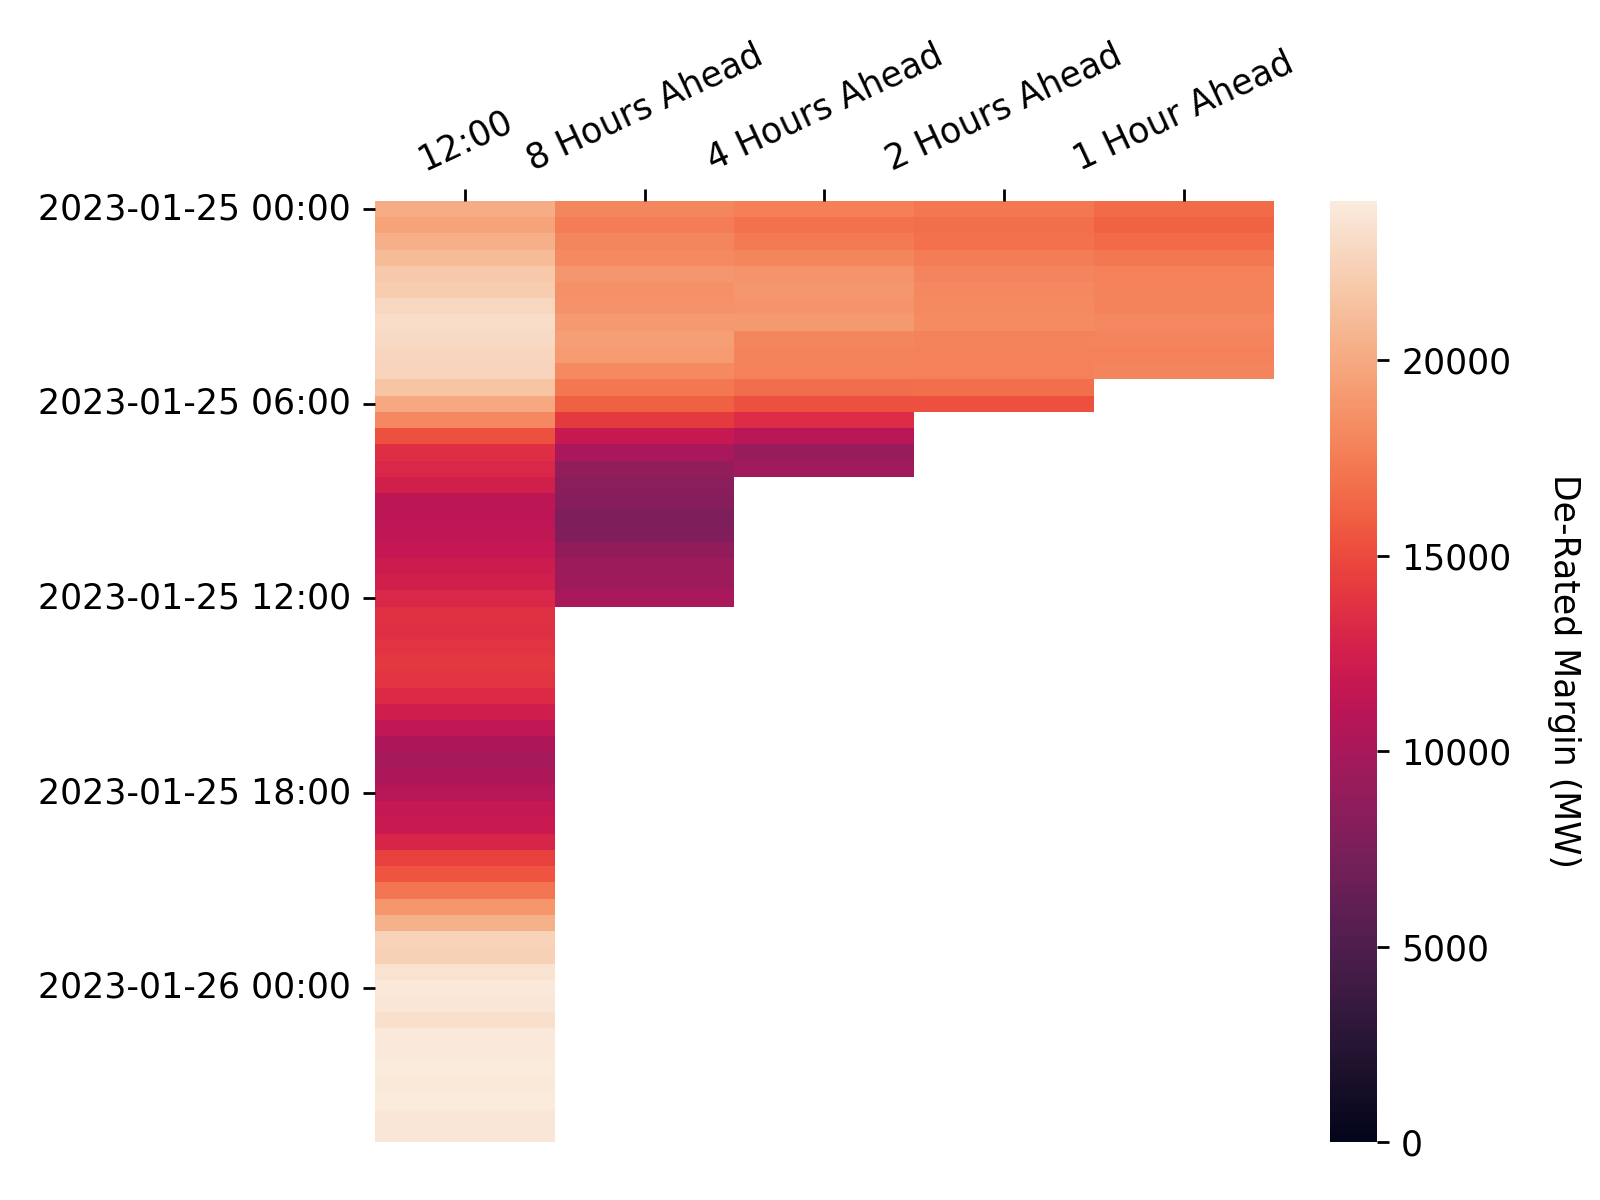 12:00
8 Hours Ahead
4 Hours Ahead
2 Hours Ahead
1 Hour Ahead
2023-01-25 00:00
2023-01-25 06:00
2023-01-25 12:00
2023-01-25 18:00
2023-01-26 00:00
20000
15000
10000
5000
0
De-Rated Margin (MW)